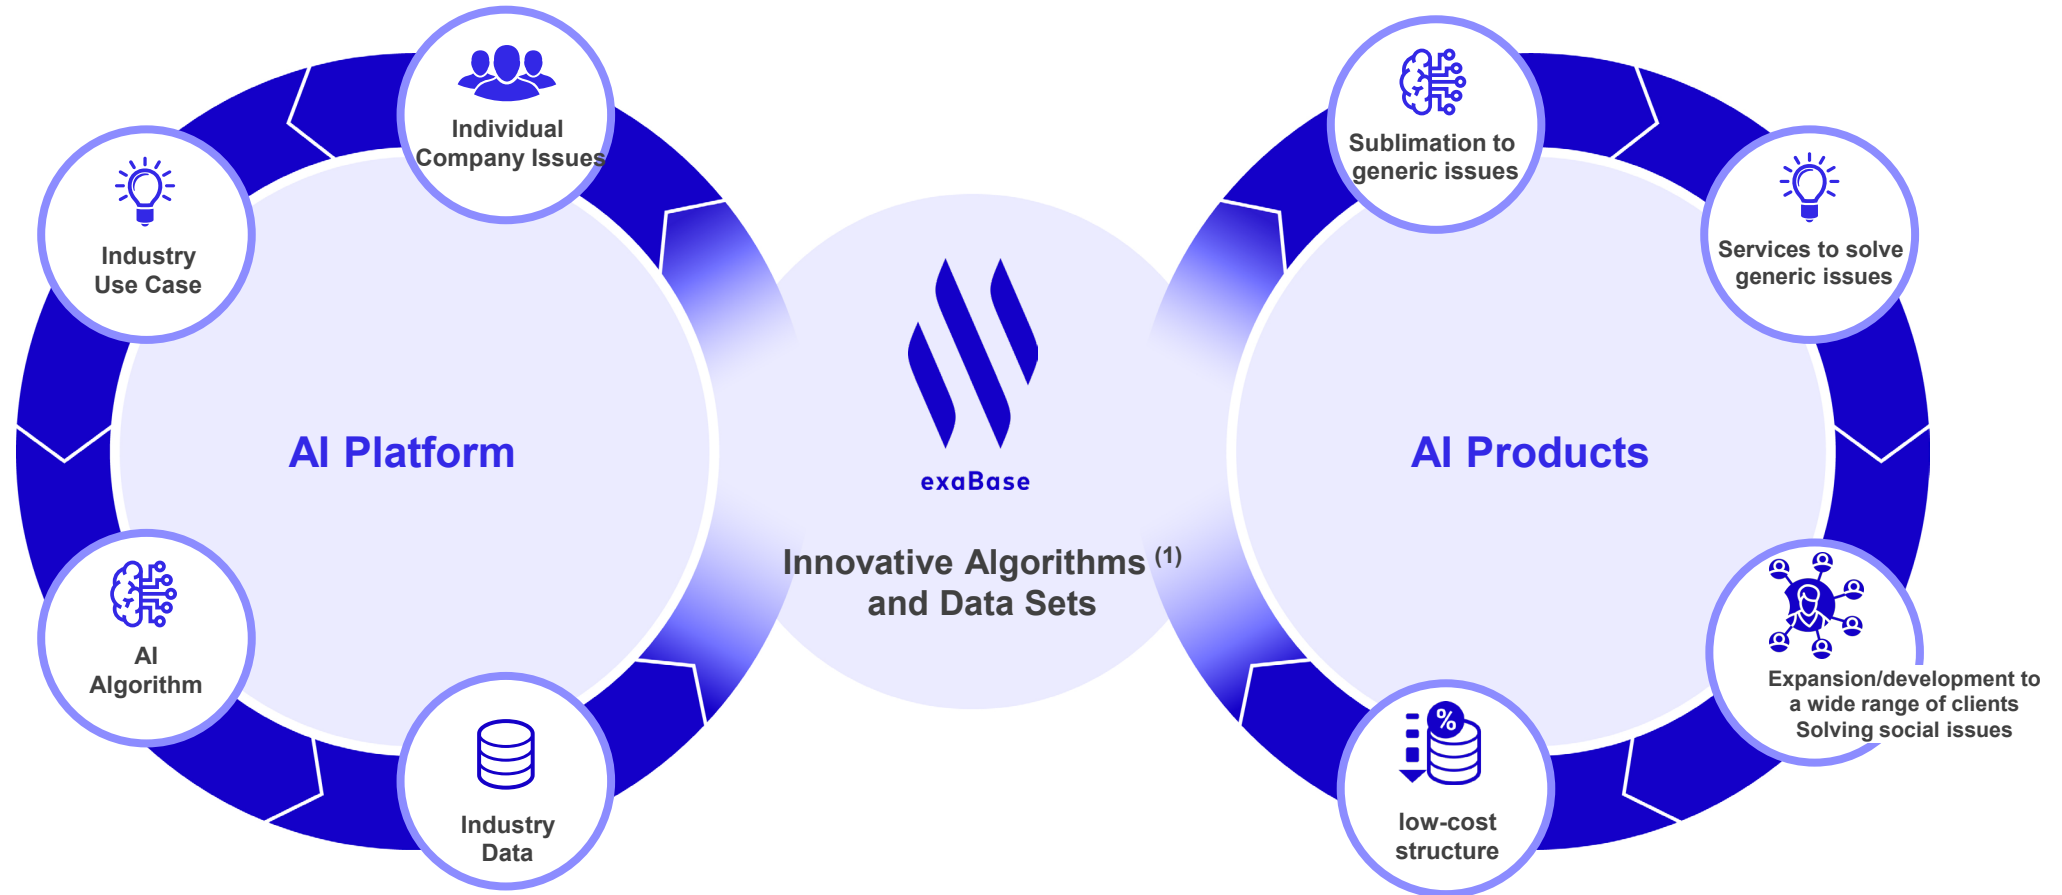 Individual
Company Issues
Industry
Use Case
AI Platform
AI
Algorithm
Industry
Data
exaBase
Innovative Algorithms (1)
and Data Sets
Sublimation to
generic issues
Services to solve
generic issues
AI Products
Expansion/development to
a wide range of clients
Solving social issues
%
low-cost
structure